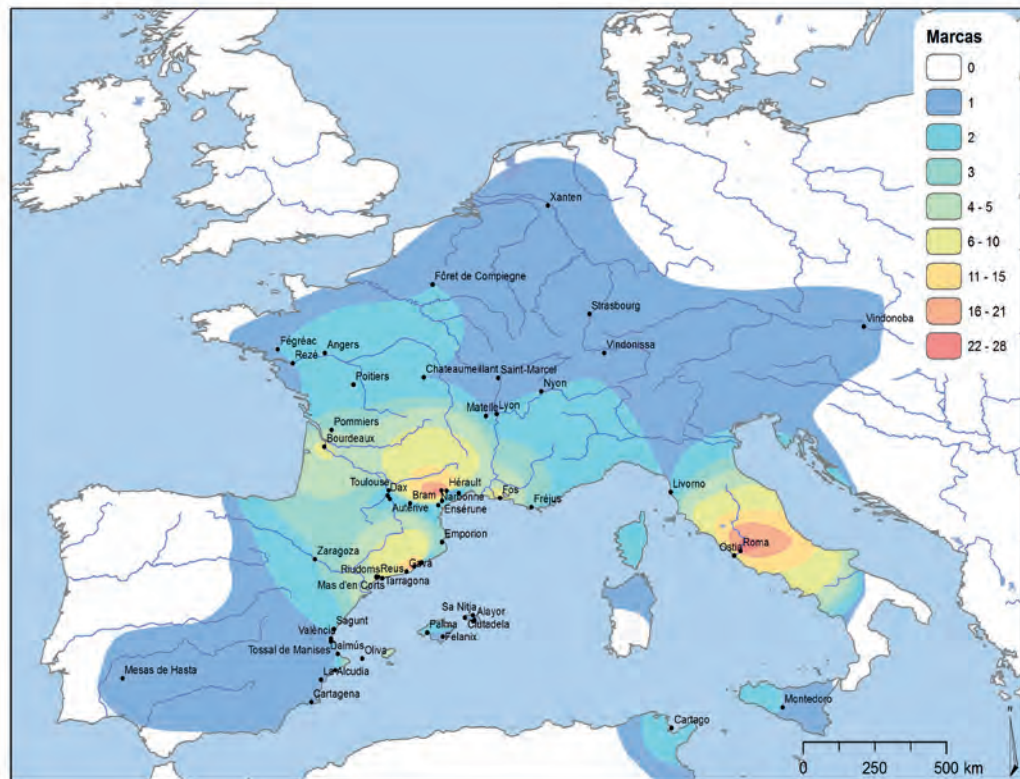 Marcas
0
1
2
3
4 - 5
6 - 10
11 - 15
16 - 21
22 - 28
Xanten
Fôret de Compiegne
Strasbourg
Vindonoba
Vindonissa
Fégréac
Angers
Rezé
Chateaumeillant
Saint-Marcel
Poitiers
Nyon
Matelle
Lyon
Pommiers
Bourdeaux
Toulouse
Dax
Hérault
Narbonne
Fos
Fréjus
Livorno
Auterive
Bram
Ensérune
Emporion
Zaragoza
Ostia
Roma
Riudoms
Reus
Gavà
Mas d'en Corts
Tarragona
Sa Nitja
Alayor
Ciutadela
Palma
Felanix
Sagunt
València
Tossal de Manises
Daimús
Oliva
Mesas de Hasta
La Alcudia
Cartagena
Montedoro
Cartago
N
0 250 500 km